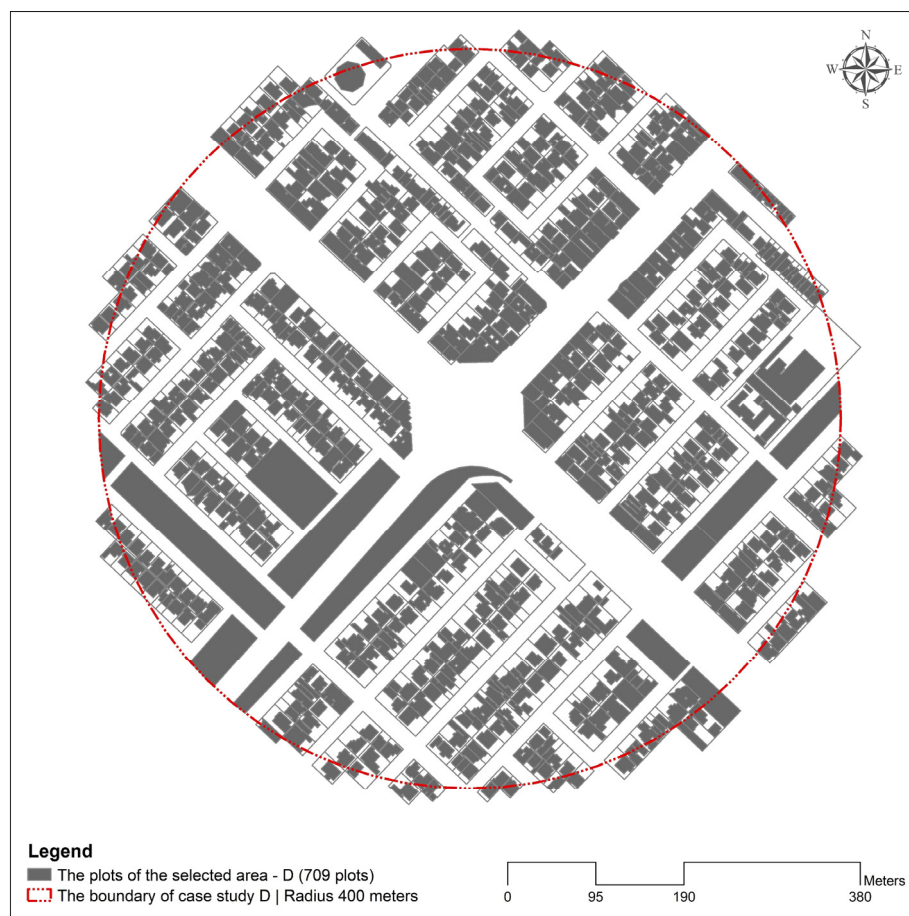 N
W E
S
Legend
The plots of the selected area - D (709 plots)
The boundary of case study D | Radius 400 meters
Meters
0 95 190 380